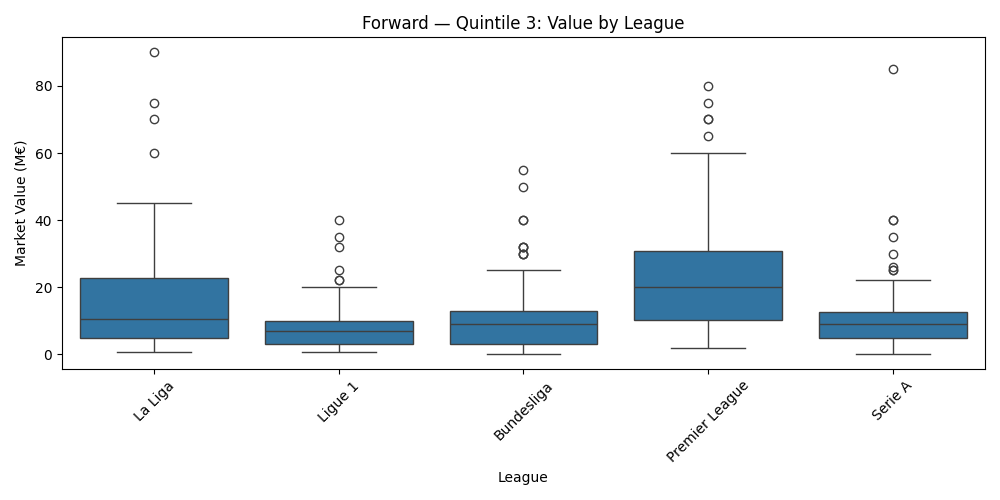 Forward — Quintile 3: Value by League
Market Value (M€)
80
60
40
20
0
La Liga
Ligue 1
Bundesliga
Premier League
Serie A
League